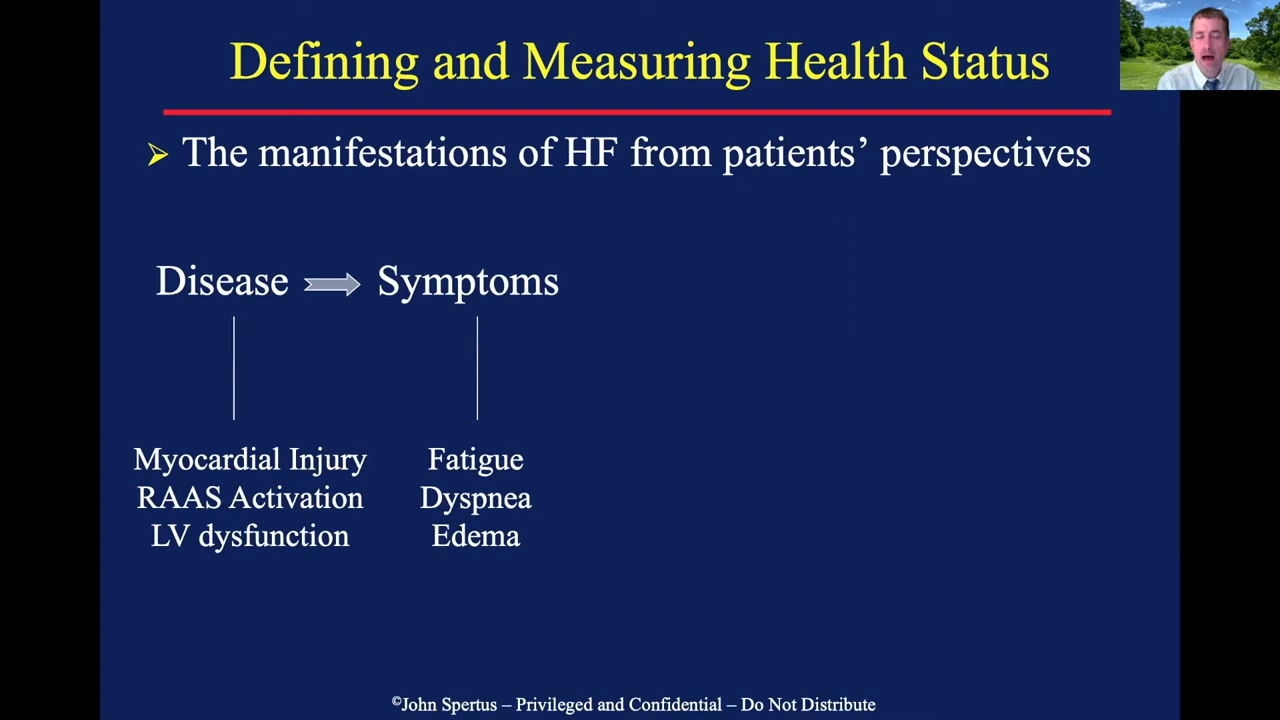 Defining and Measuring Health Status
The manifestations of HF from patients’ perspectives
Disease
Symptoms
Myocardial Injury
RAAS Activation
LV dysfunction
Fatigue
Dyspnea
Edema
©John Spertus – Privileged and Confidential – Do Not Distribute